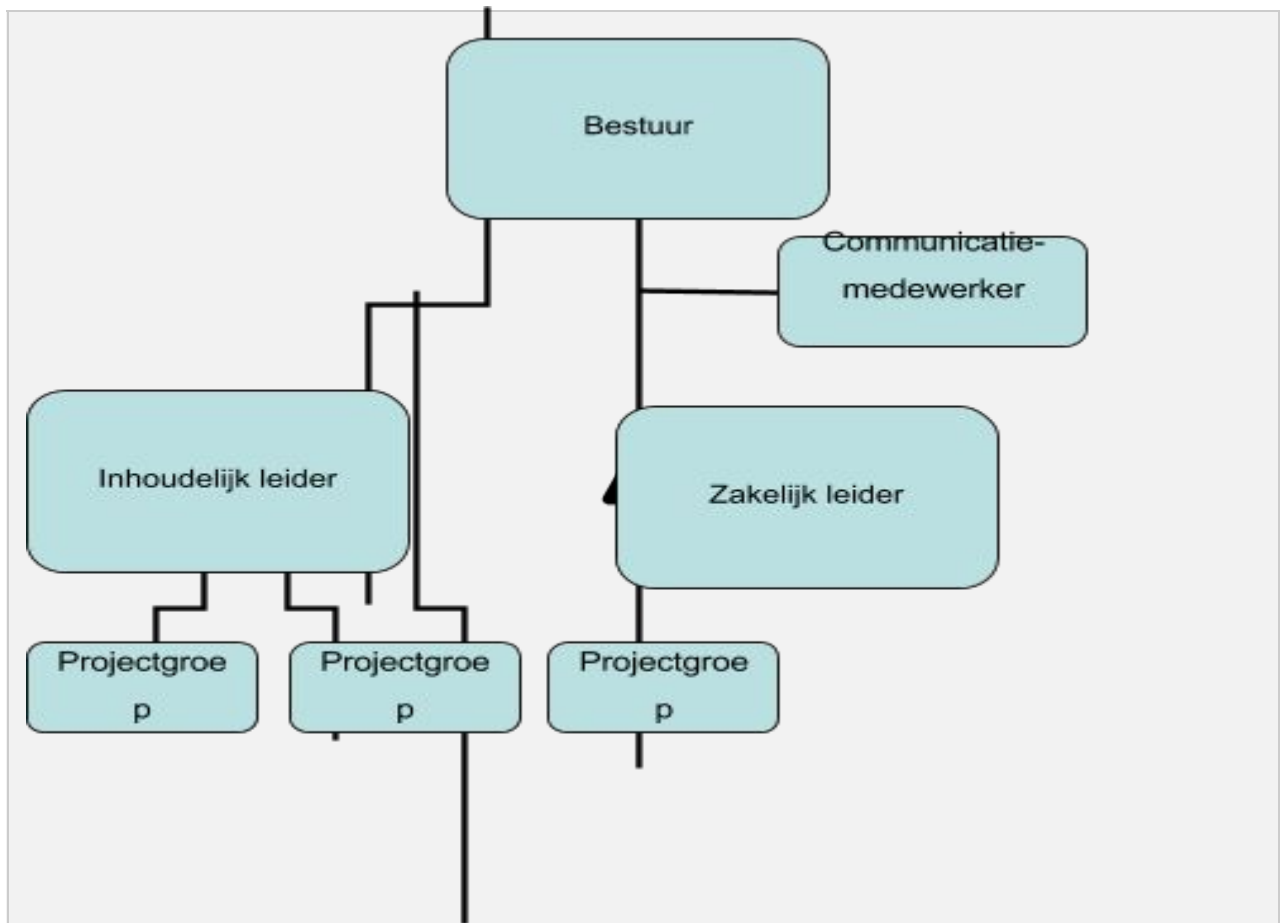 Bestuur
Communicatie-
medewerker
Inhoudelijk leider
Zakelijk leider
Projectgroe
p
Projectgroe
p
Projectgroe
p